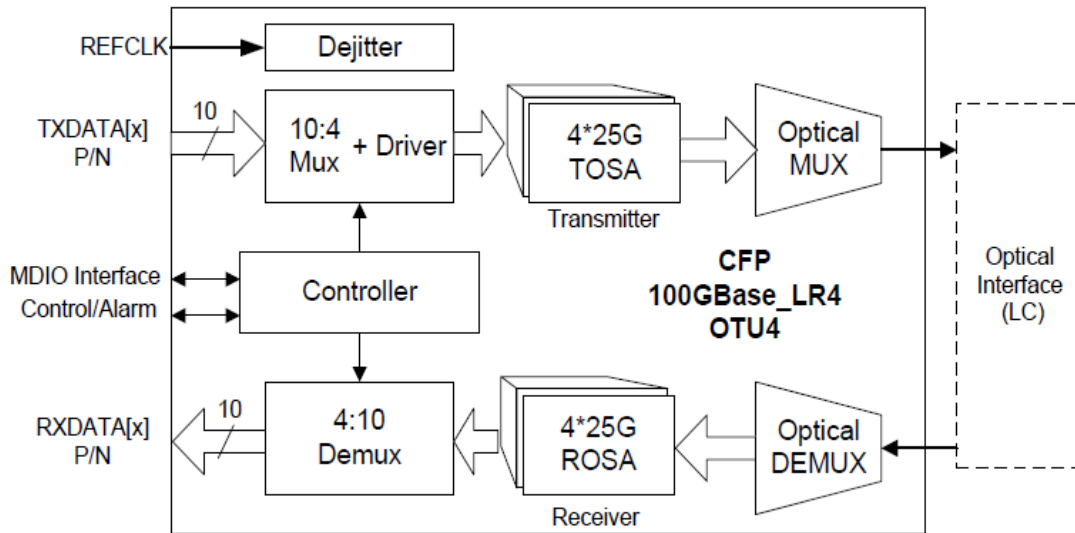 REFCLK
Dejitter
10
TXDATA[x]
P/N
10:4
Mux + Driver
4*25G
TOSA
Transmitter
Optical
MUX
MDIO Interface
Control/Alarm
Controller
CFP
100GBase_LR4
OTU4
Optical
Interface
(LC)
10
RXDATA[x]
P/N
4:10
Demux
4*25G
ROSA
Receiver
Optical
DEMUX